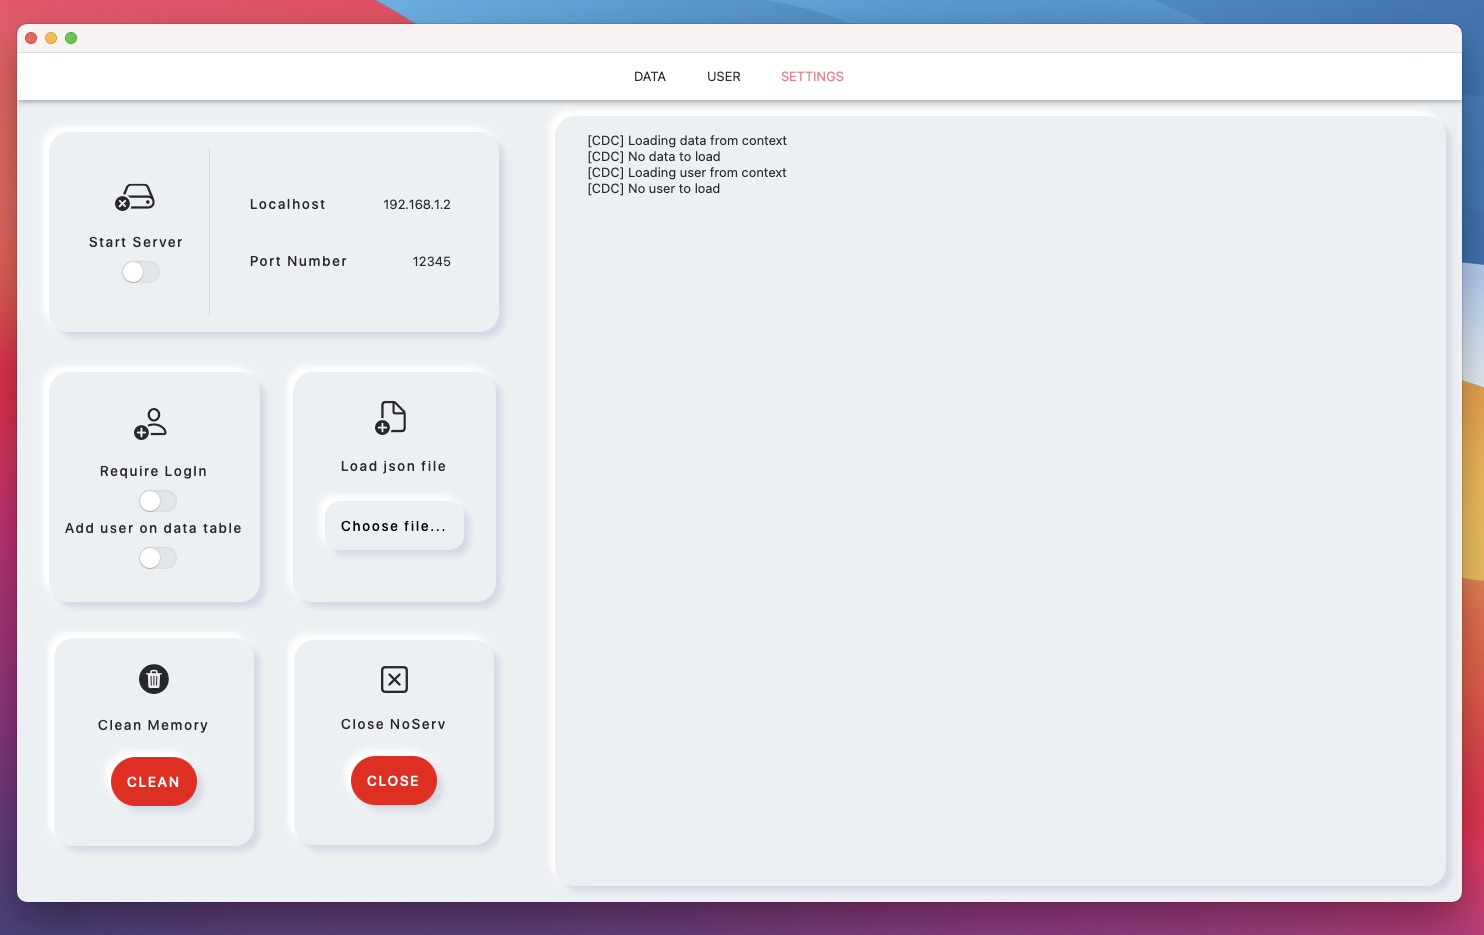 DATA USER SETTINGS
Start Server
Localhost 192.168.1.2
Port Number 12345
Require LogIn
Add user on data table
Load json file
Choose file...
Clean Memory
CLEAN
Close NoServ
CLOSE
[CDC] Loading data from context
[CDC] No data to load
[CDC] Loading user from context
[CDC] No user to load